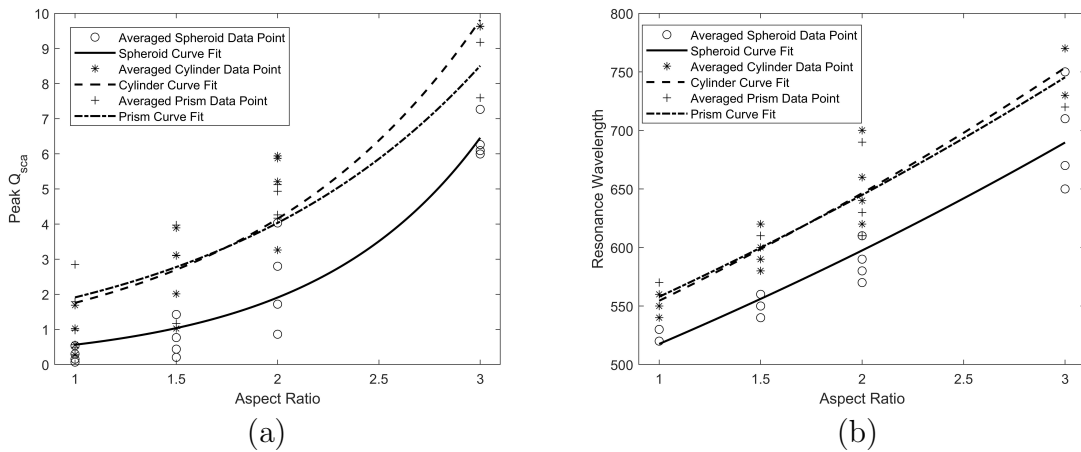 10
9
8
7
6
5
4
3
2
1
0
Peak Q_sca
Averaged Spheroid Data Point
Spheroid Curve Fit
Averaged Cylinder Data Point
Cylinder Curve Fit
Averaged Prism Data Point
Prism Curve Fit
1 1.5 2 2.5 3
Aspect Ratio
(a)
800
750
700
650
600
550
500
Resonance Wavelength
Averaged Spheroid Data Point
Spheroid Curve Fit
Averaged Cylinder Data Point
Cylinder Curve Fit
Averaged Prism Data Point
Prism Curve Fit
1 1.5 2 2.5 3
Aspect Ratio
(b)